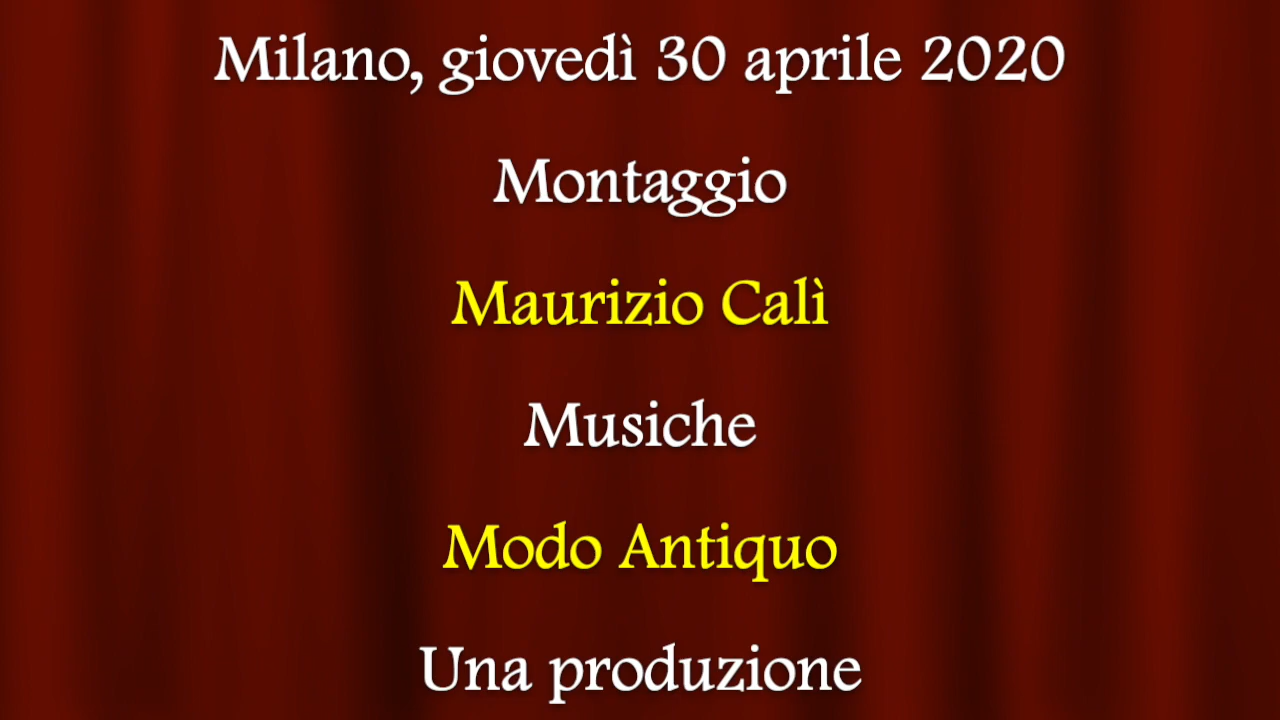 Milano, giovedì 30 aprile 2020
Montaggio
Maurizio Calì
Musiche
Modo Antiquo
Una produzione